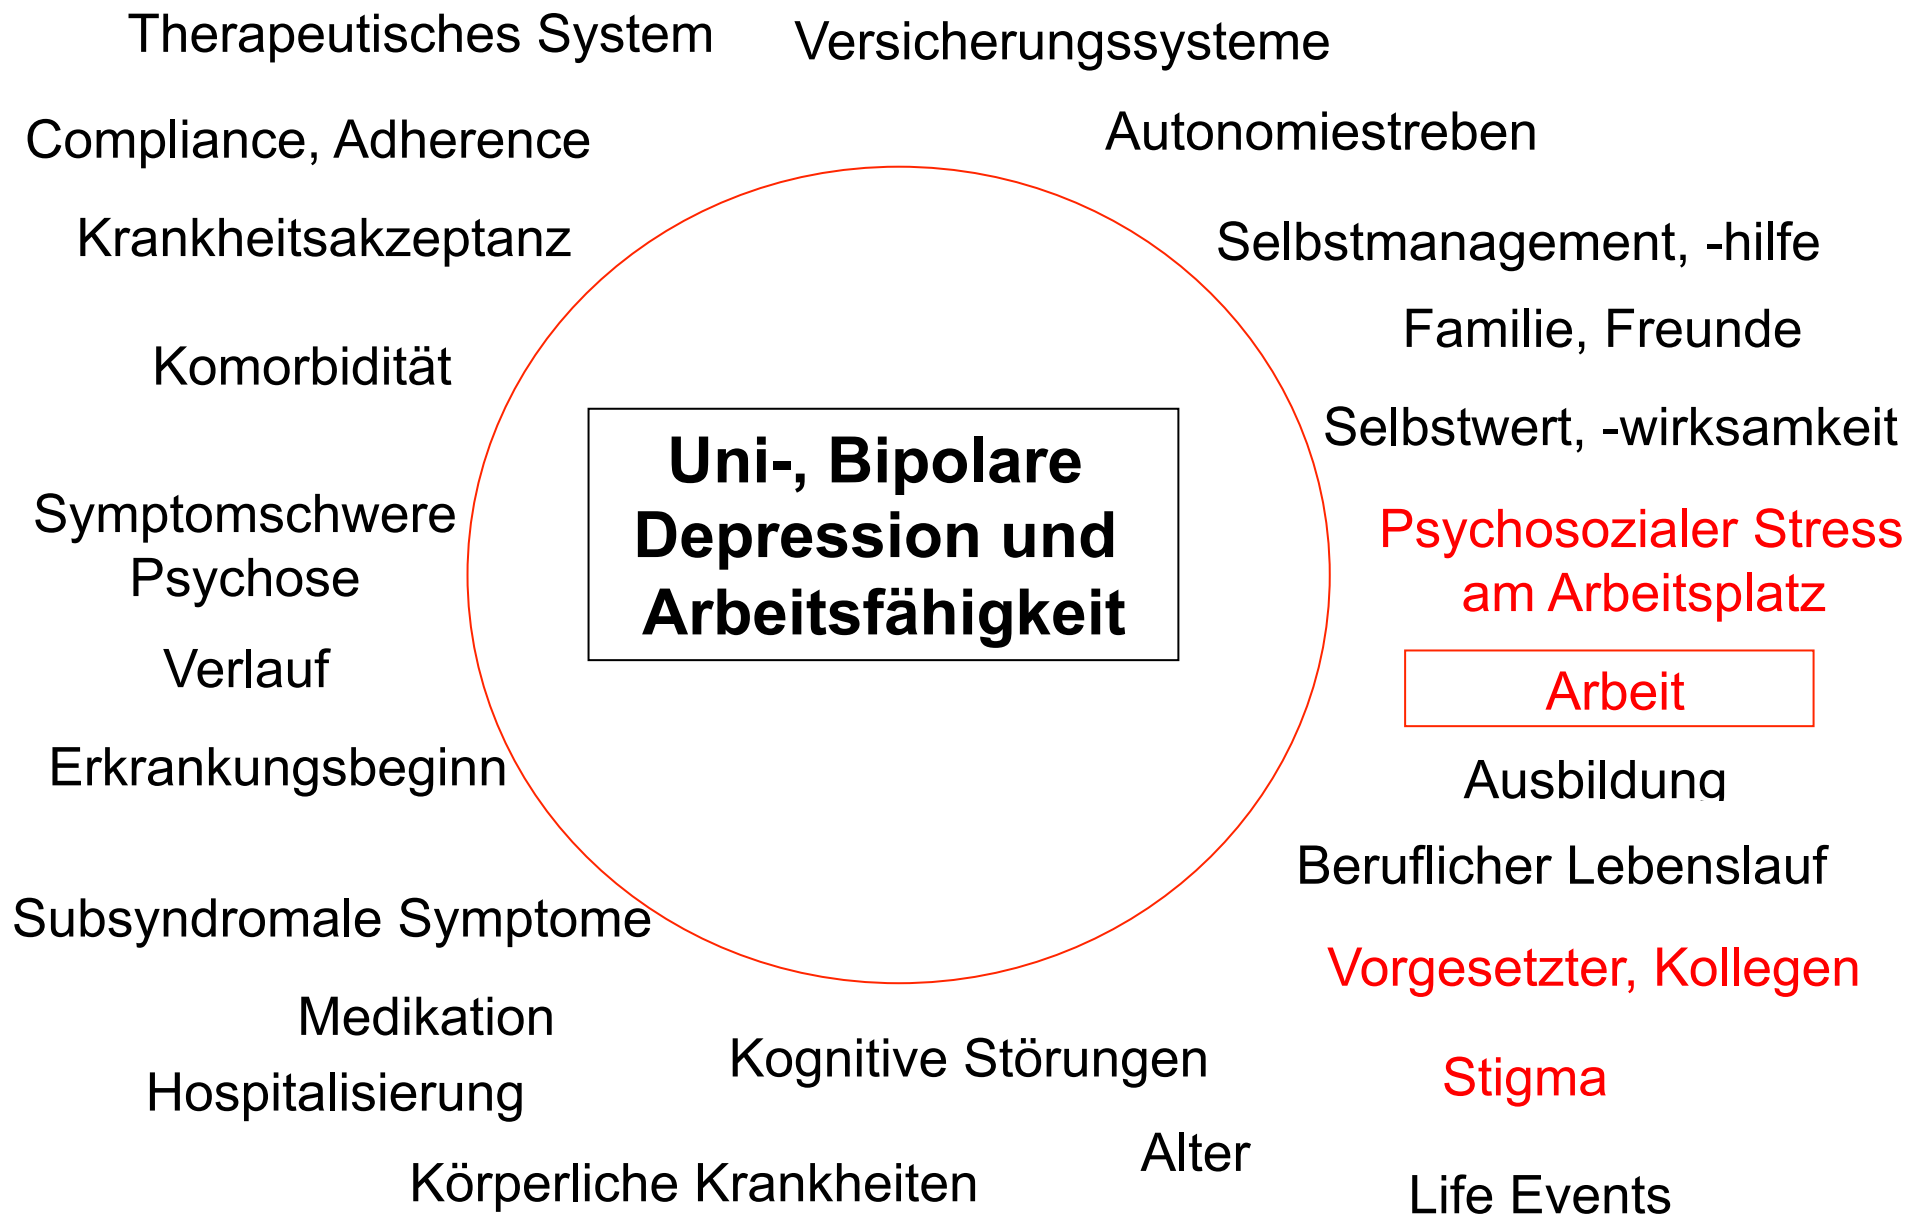 Therapeutisches System
Versicherungssysteme
Compliance, Adherence
Autonomiestreben
Krankheitsakzeptanz
Selbstmanagement, -hilfe
Familie, Freunde
Komorbidität
Selbstwert, -wirksamkeit
Uni-, Bipolare
Depression und
Arbeitsfähigkeit
Symptomschwere
Psychose
Psychosozialer Stress
am Arbeitsplatz
Verlauf
Arbeit
Erkrankungsbeginn
Ausbildung
Beruflicher Lebenslauf
Subsyndromale Symptome
Vorgesetzter, Kollegen
Medikation
Kognitive Störungen
Stigma
Hospitalisierung
Alter
Körperliche Krankheiten
Life Events